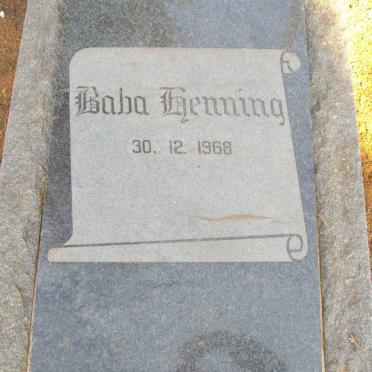 Baba Henning
30. 12. 1968